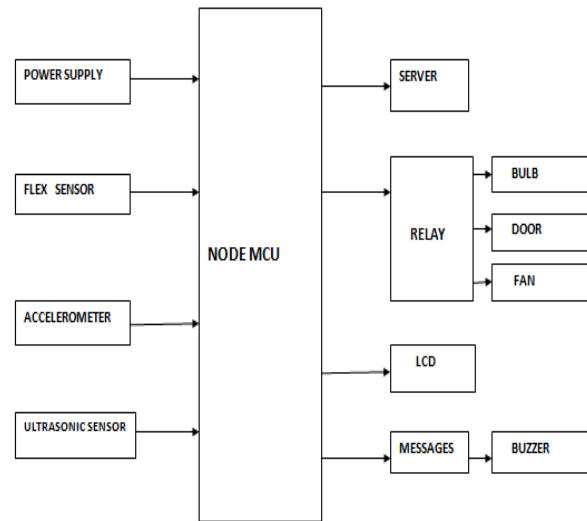 POWER SUPPLY
FLEX SENSOR
ACCELEROMETER
ULTRASONIC SENSOR
NODE MCU
SERVER
RELAY
BULB
DOOR
FAN
LCD
MESSAGES
BUZZER